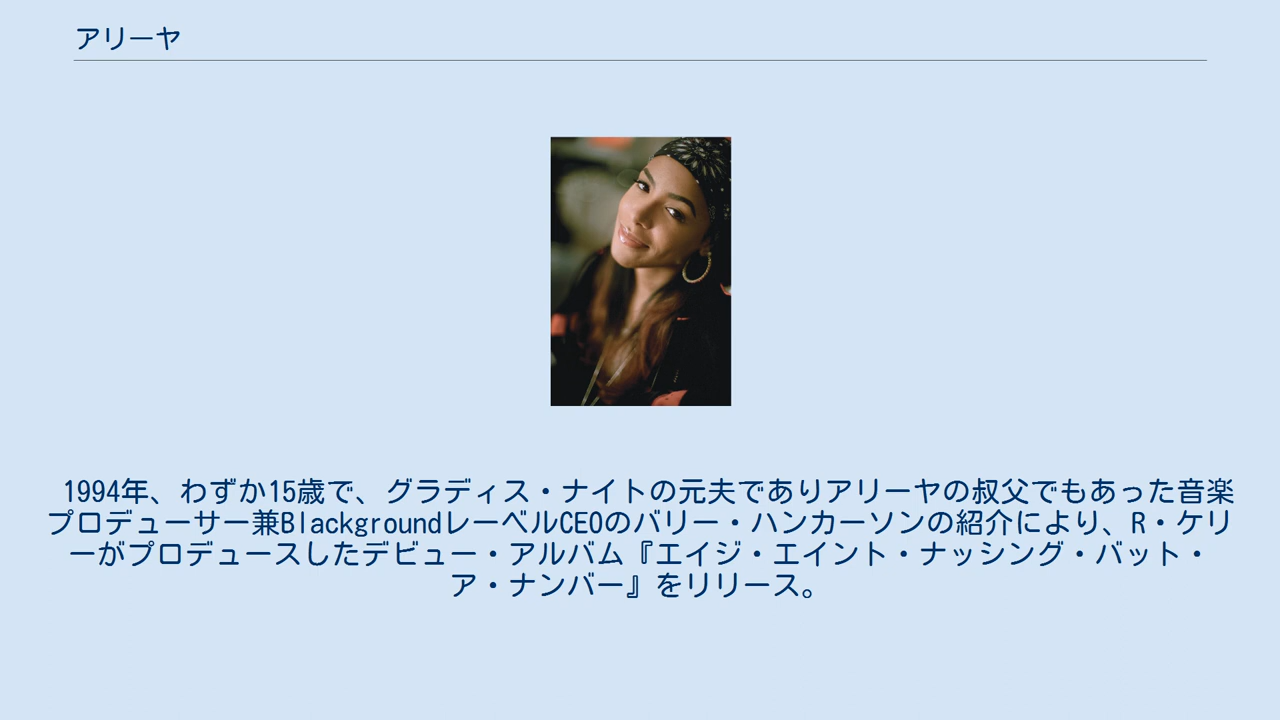 アリーヤ
1994年、わずか15歳で、グラディス・ナイトの元夫でありアリーヤの叔父でもあった音楽
プロデューサー兼BlackgroundレーベルCEOのバリー・ハンカーソンの紹介により、R・ケリ
ーがプロデュースしたデビュー・アルバム『エイジ・エイント・ナッシング・バット・
ア・ナンバー』をリリース。